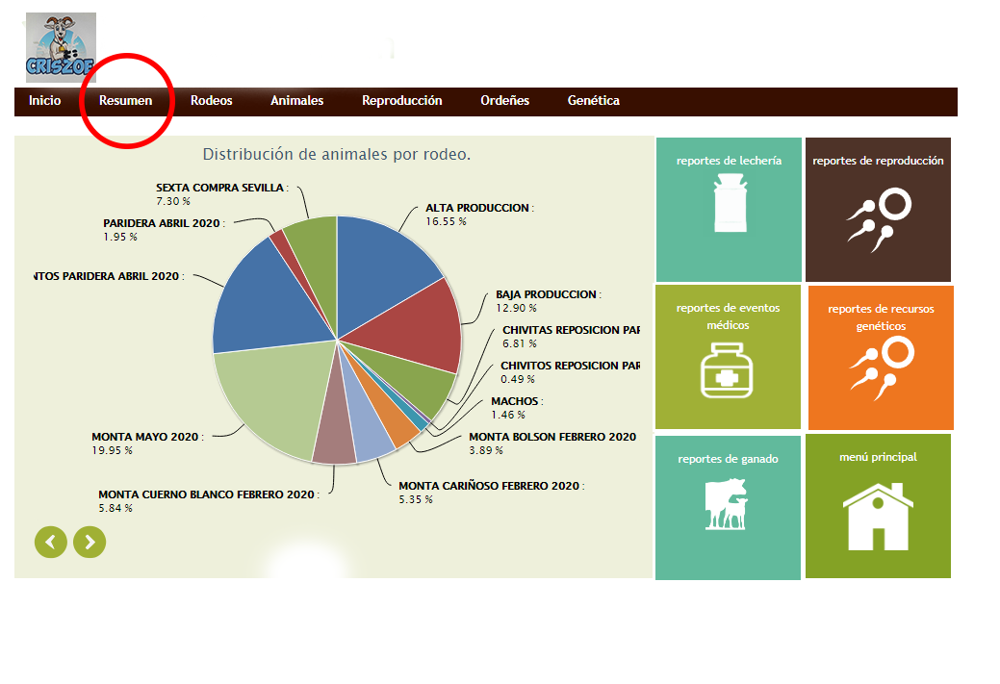 CRISZOE
Inicio Resumen Rodeos Animales Reproducción Ordeñes Genética
Distribución de animales por rodeo.
SEXTA COMPRA SEVILLA :
7.30 %
ALTA PRODUCCION :
16.55 %
PARIDERA ABRIL 2020 :
1.95 %
NTOS PARIDERA ABRIL 2020 :
BAJA PRODUCCION :
12.90 %
CHIVITAS REPOSICION PAR
6.81 %
CHIVITOS REPOSICION PAR
0.49 %
MACHOS :
1.46 %
MONTA MAYO 2020 :
19.95 %
MONTA BOLSON FEBRERO 2020
3.89 %
MONTA CARIÑOSO FEBRERO 2020 :
5.35 %
MONTA CUERNO BLANCO FEBRERO 2020 :
5.84 %
reportes de lechería
reportes de reproducción
reportes de eventos
médicos
reportes de recursos
genéticos
reportes de ganado
menú principal